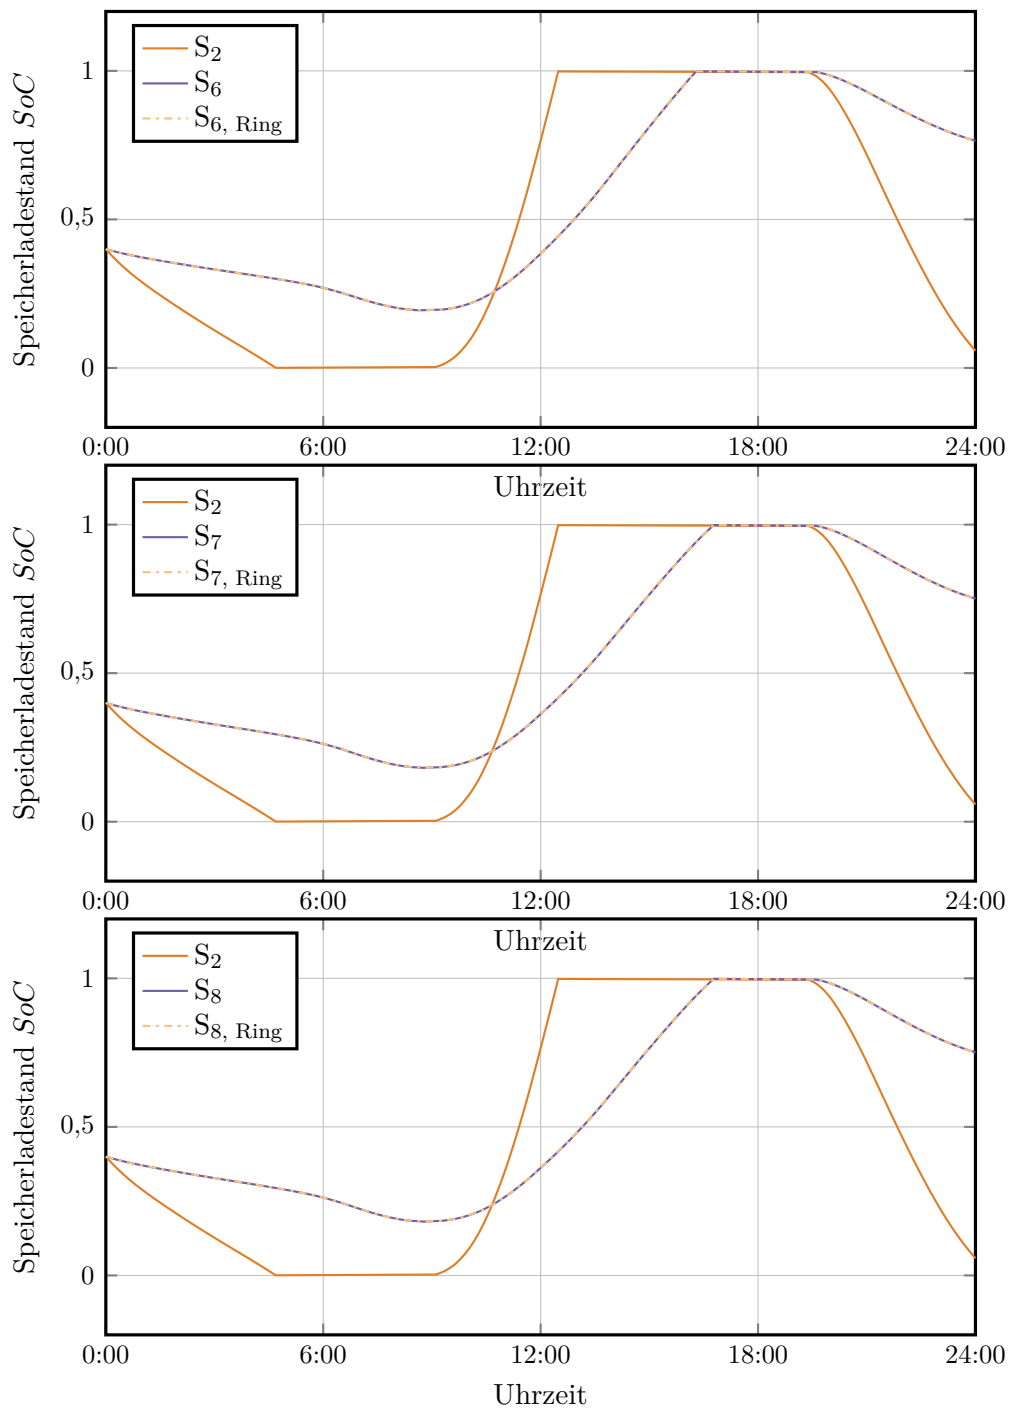 S2
S6
S6, Ring
1
0,5
0
Speicherladestand SoC
0:00 6:00 12:00 18:00 24:00
Uhrzeit
S2
S7
S7, Ring
1
0,5
0
Speicherladestand SoC
0:00 6:00 12:00 18:00 24:00
Uhrzeit
S2
S8
S8, Ring
1
0,5
0
Speicherladestand SoC
0:00 6:00 12:00 18:00 24:00
Uhrzeit